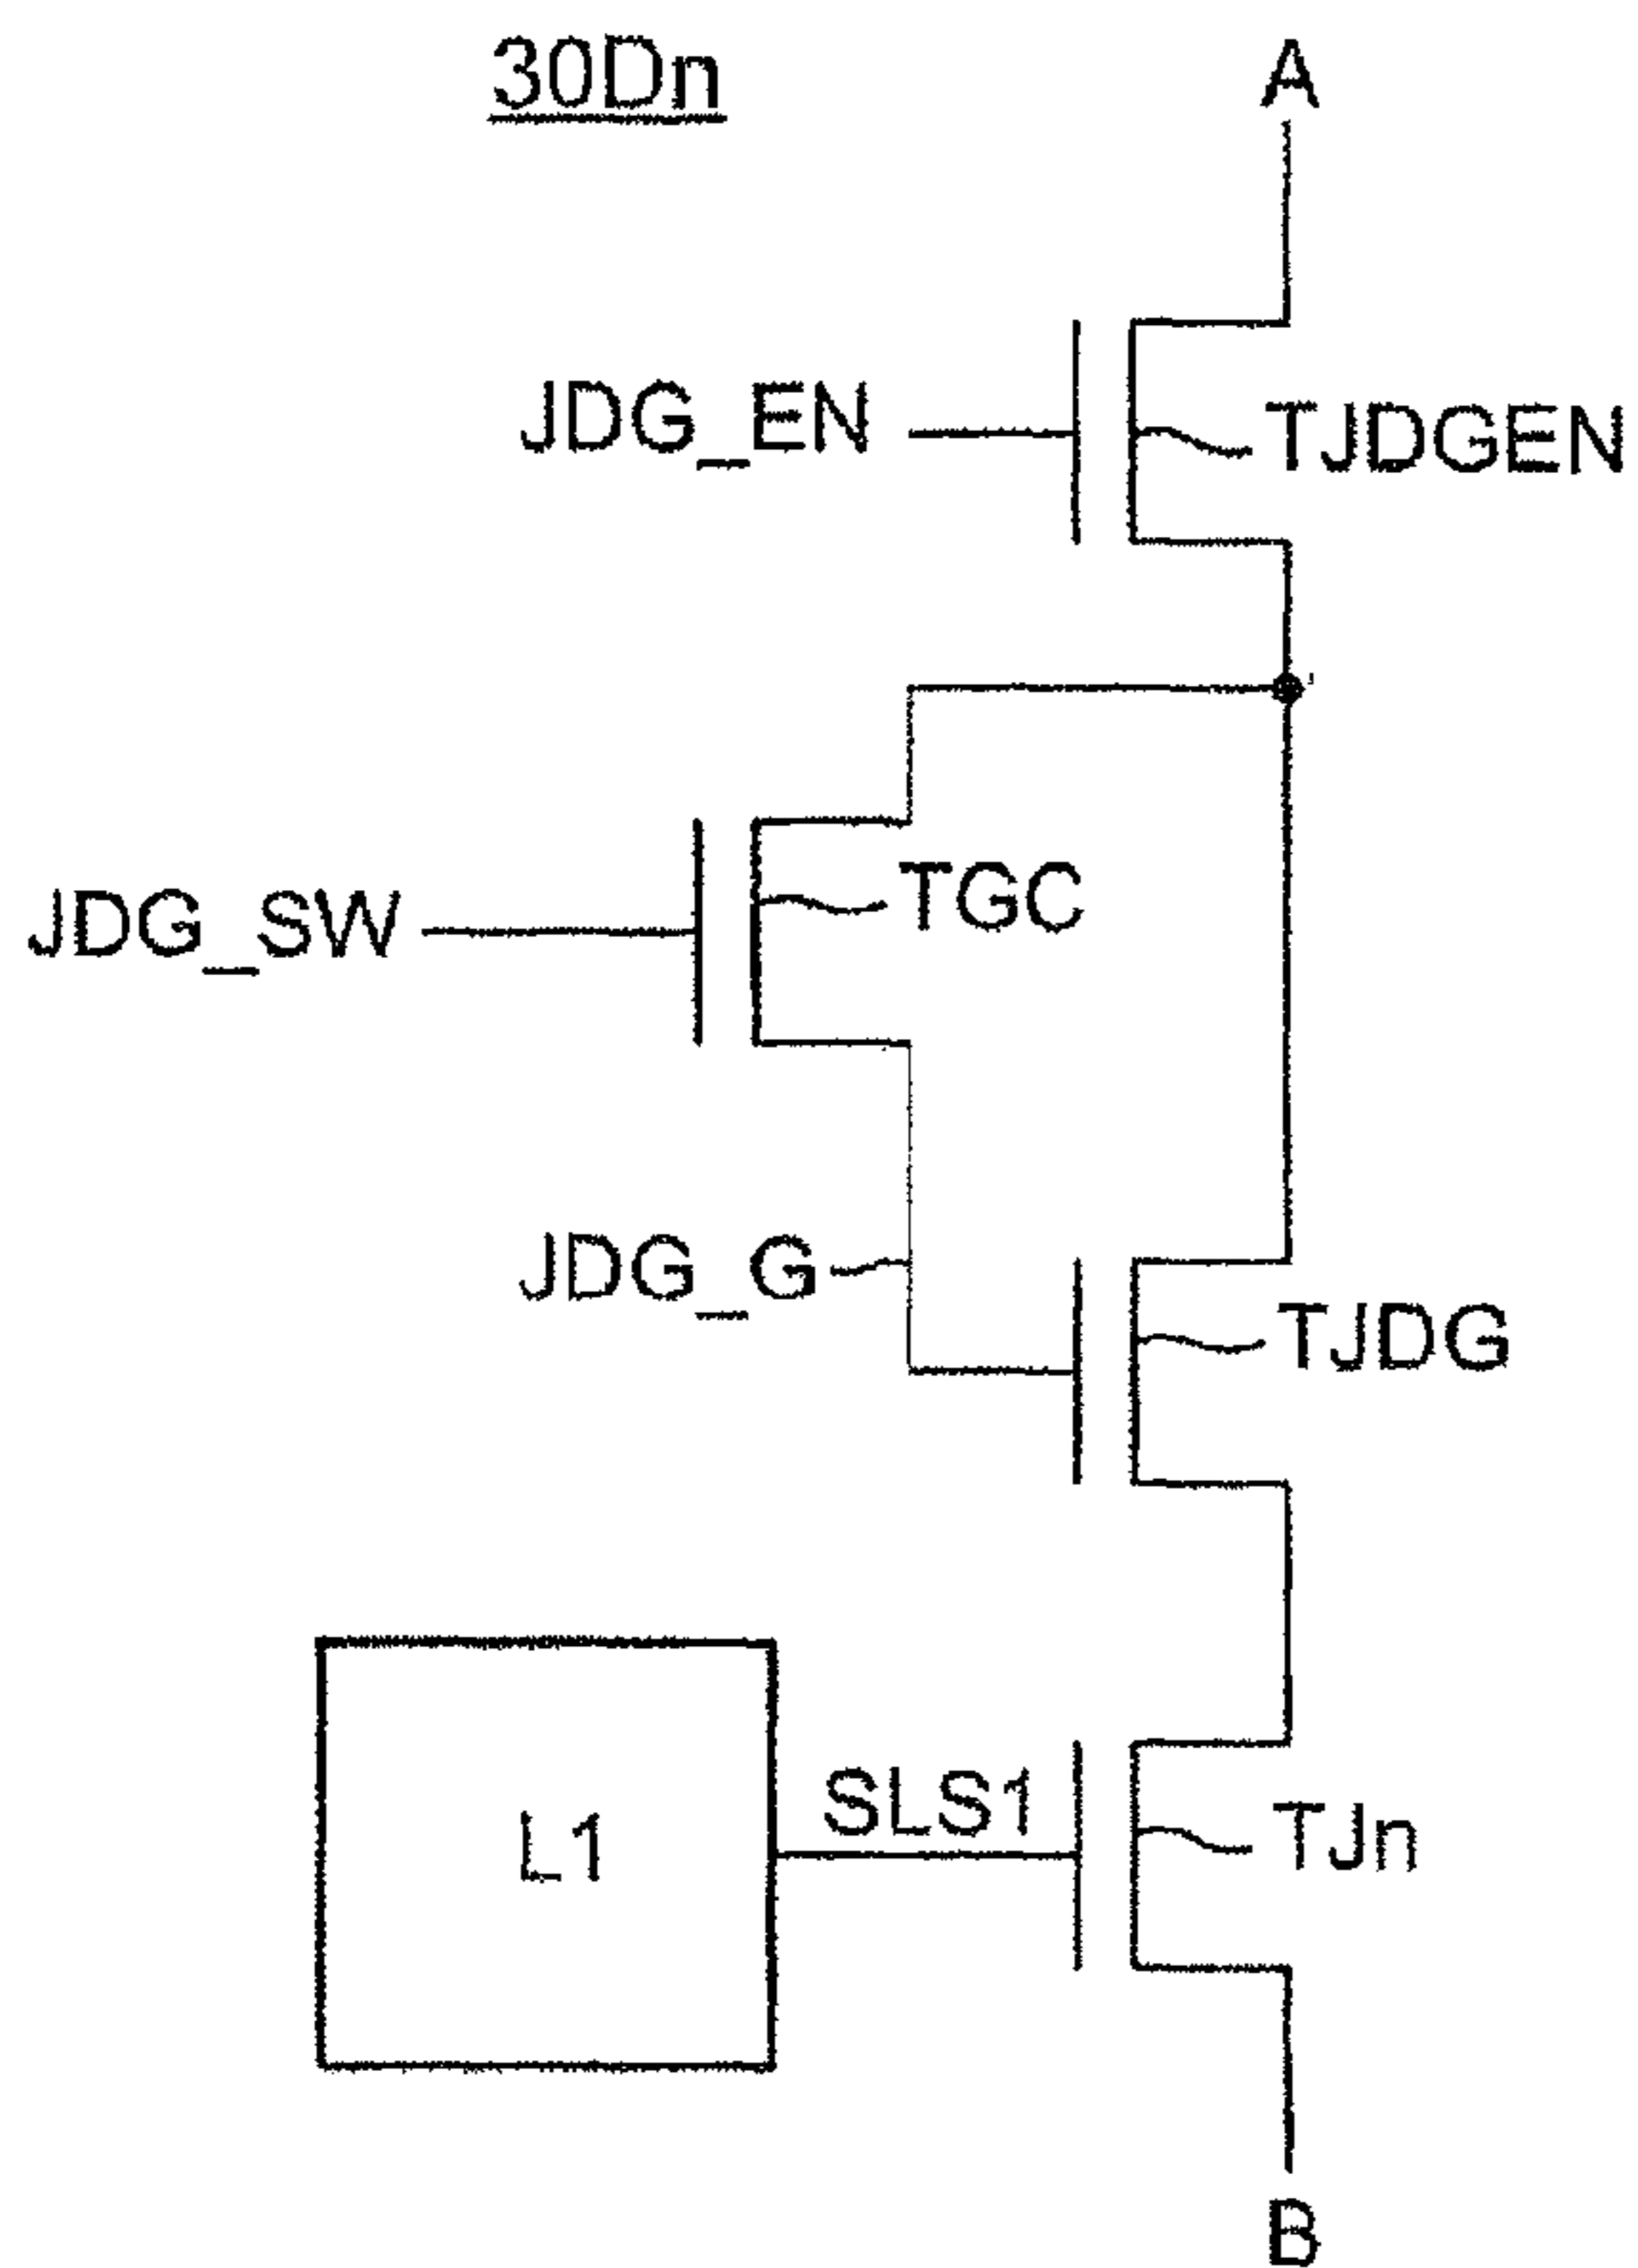 30Dn
A
JDG_EN
TJDGEN
TGC
JDG_SW
JDG_G
TJDG
SLS1
L1
TJn
B